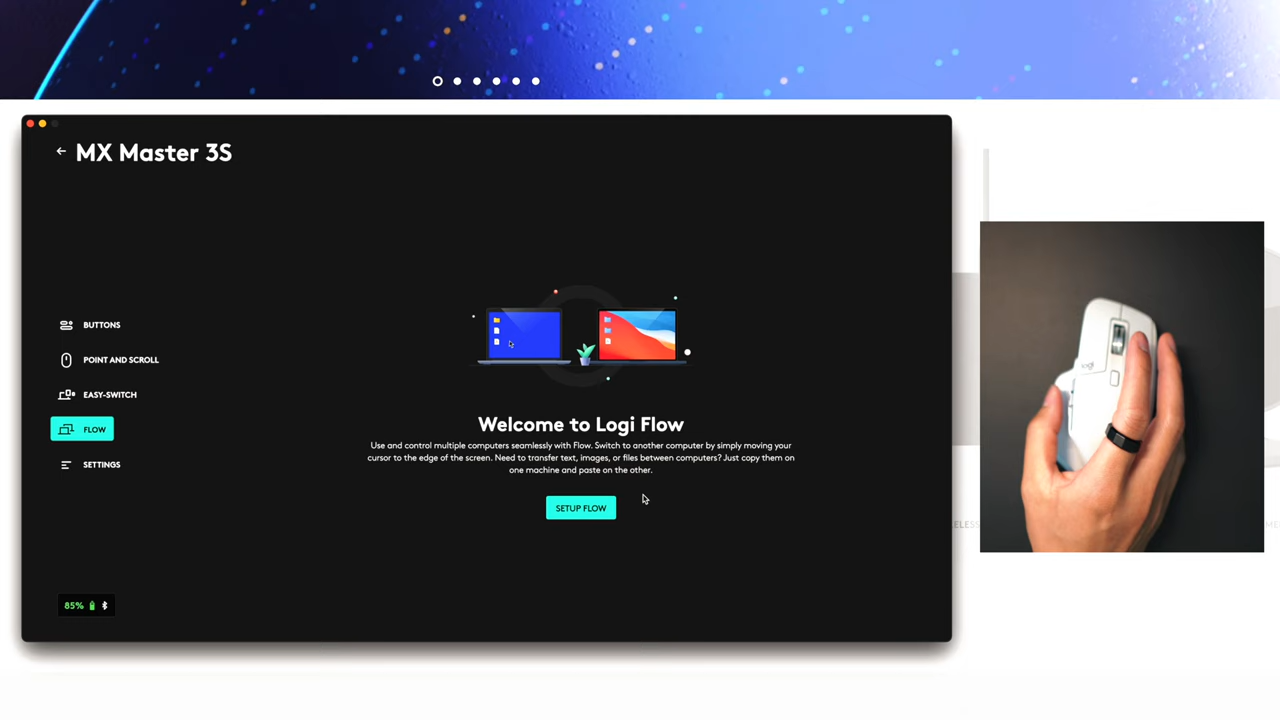 MX Master 3S
BUTTONS
POINT AND SCROLL
EASY-SWITCH
FLOW
SETTINGS
85%
Welcome to Logi Flow
Use and control multiple computers seamlessly with Flow. Switch to another computer by simply moving your
cursor to the edge of the screen. Need to transfer text, images, or files between computers? Just copy them on
one machine and paste on the other.
SETUP FLOW
logi